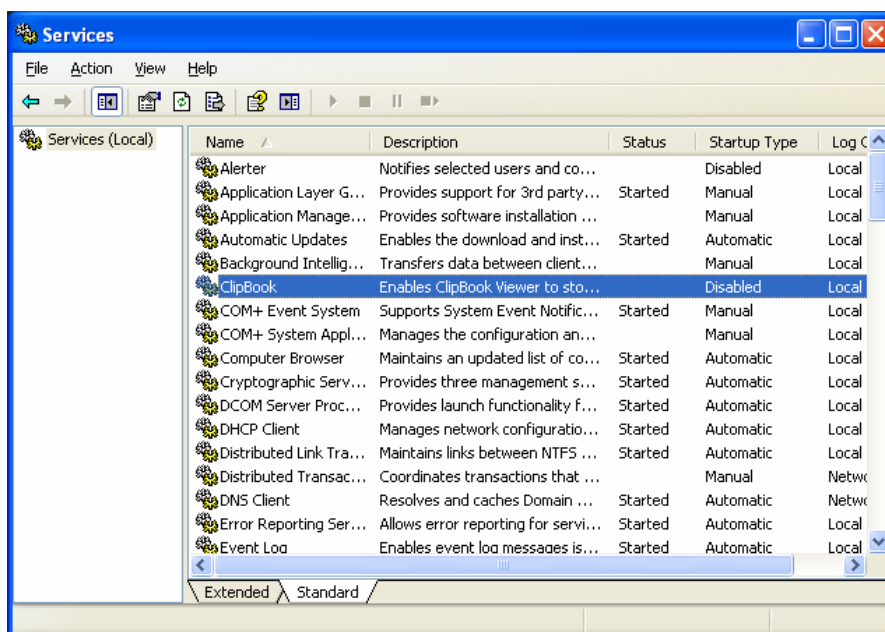 Services
File Action View Help
Services (Local)
Name Description Status Startup Type Log
Alerter Notifies selected users and co... Disabled Local
Application Layer G... Provides support for 3rd party... Started Manual Local
Application Manage... Provides software installation ... Manual Local
Automatic Updates Enables the download and inst... Started Automatic Local
Background Intellig... Transfers data between client... Manual Local
ClipBook Enables ClipBook Viewer to sto... Disabled Local
COM+ Event System Supports System Event Notific... Started Manual Local
COM+ System Appl... Manages the configuration an... Manual Local
Computer Browser Maintains an updated list of co... Started Automatic Local
Cryptographic Serv... Provides three management s... Started Automatic Local
DCOM Server Proc... Provides launch functionality f... Started Automatic Local
DHCP Client Manages network configuratio... Started Automatic Local
Distributed Link Tra... Maintains links between NTFS ... Started Automatic Local
Distributed Transac... Coordinates transactions that ... Manual Netwo
DNS Client Resolves and caches Domain ... Started Automatic Netwo
Error Reporting Ser... Allows error reporting for servi... Started Automatic Local
Event Log Enables event log messages is... Started Automatic Local
Extended Standard